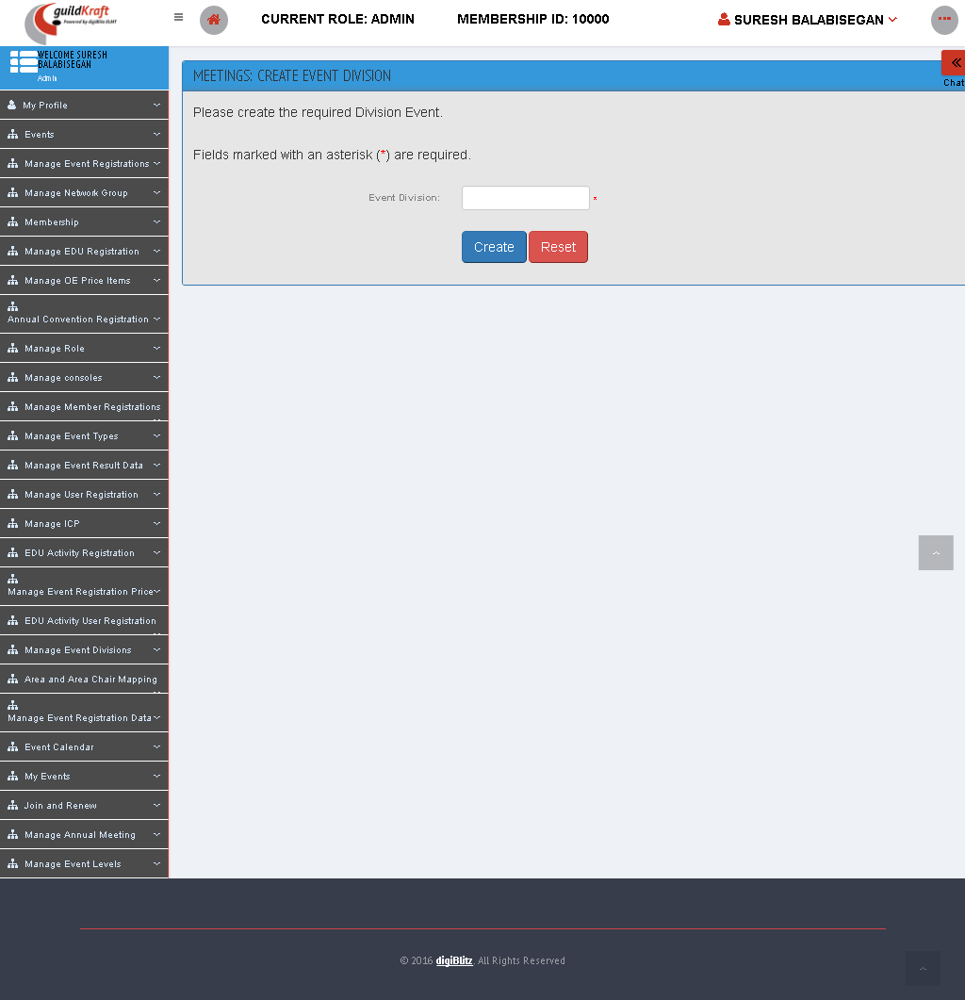 guildKraft
Powered by digiBlitz ELMT
CURRENT ROLE: ADMIN
MEMBERSHIP ID: 10000
SURESH BALABISEGAN
WELCOME SURESH
BALABISEGAN
Admin
Chat
MEETINGS: CREATE EVENT DIVISION
Please create the required Division Event.
Fields marked with an asterisk (*) are required.
Event Division:
*
Create
Reset
My Profile
Events
Manage Event Registrations
Manage Network Group
Membership
Manage EDU Registration
Manage OE Price Items
Annual Convention Registration
Manage Role
Manage consoles
Manage Member Registrations
Manage Event Types
Manage Event Result Data
Manage User Registration
Manage ICP
EDU Activity Registration
Manage Event Registration Price
EDU Activity User Registration
Manage Event Divisions
Area and Area Chair Mapping
Manage Event Registration Data
Event Calendar
My Events
Join and Renew
Manage Annual Meeting
Manage Event Levels
© 2016 digiBlitz. All Rights Reserved